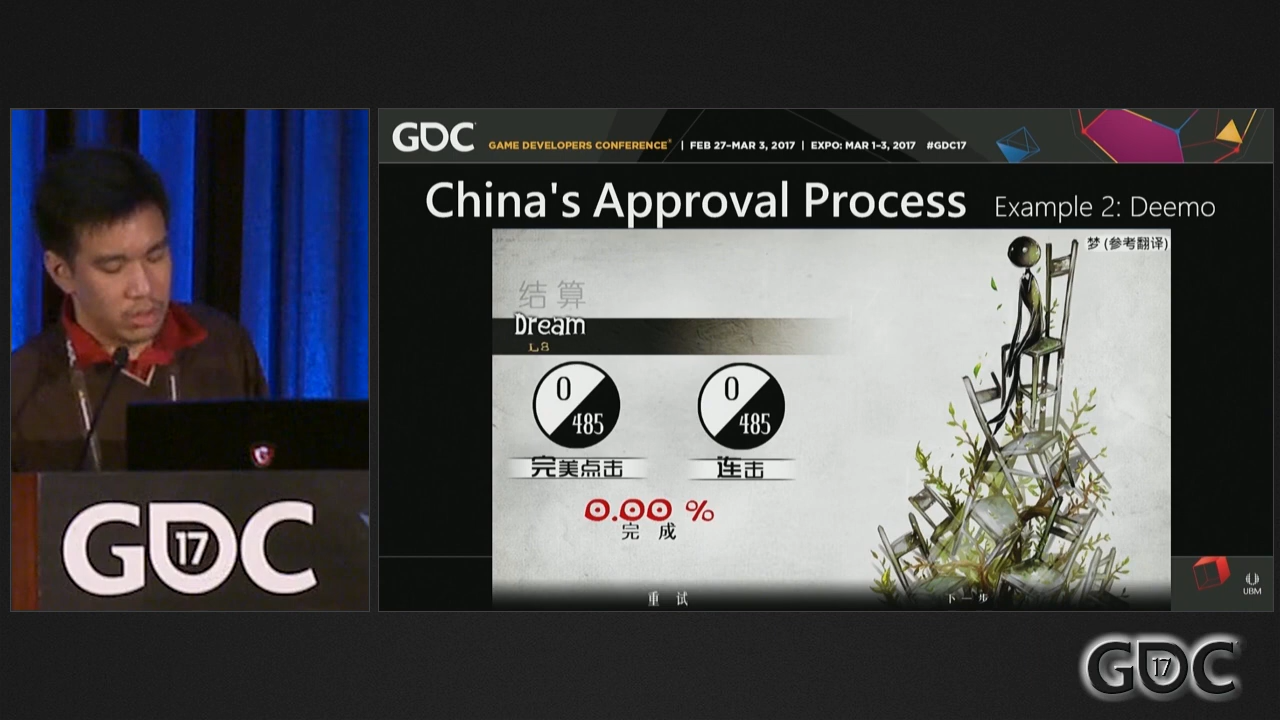 GDC
GAME DEVELOPERS CONFERENCE® | FEB 27-MAR 3, 2017 | EXPO: MAR 1-3, 2017 #GDC17
China's Approval Process Example 2: Deemo
梦 (参考翻译)
结算
Dream
L8
0
485
0
485
完美点击
连击
0.00 %
完 成
重 试
下 一 步
UBM
GDC
17
GDC
17